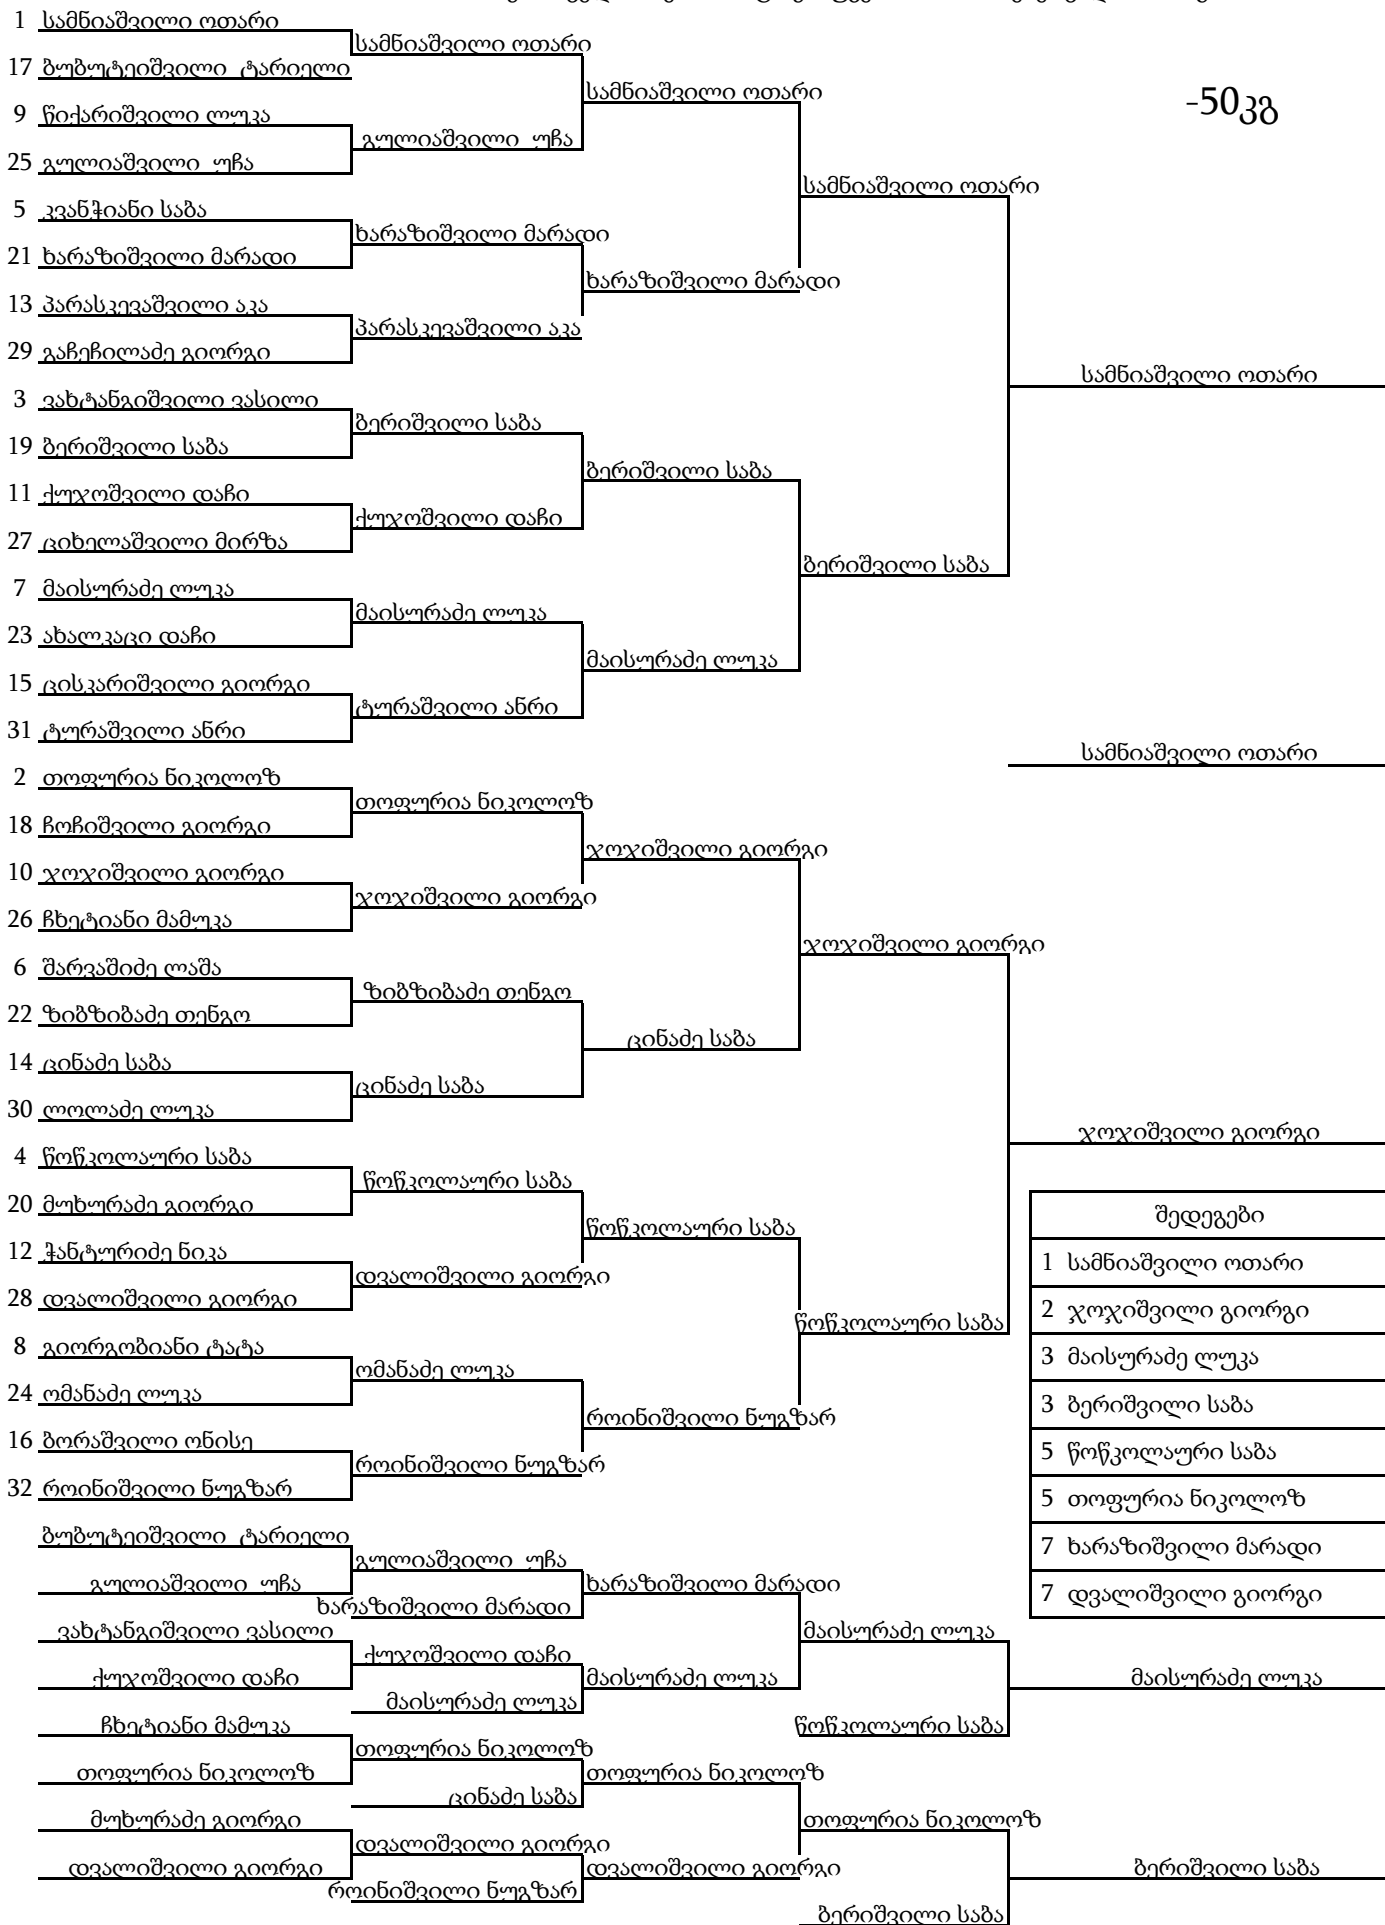 1 სამნიაშვილი ოთარი
სამნიაშვილი ოთარი
17 ბუბუტეიშვილი ტარიელი
სამნიაშვილი ოთარი
-50კგ
9 წიქარიშვილი ლუკა
გულიაშვილი უჩა
25 გულიაშვილი უჩა
სამნიაშვილი ოთარი
5 კვანჭიანი საბა
ხარაზიშვილი მარადი
21 ხარაზიშვილი მარადი
ხარაზიშვილი მარადი
13 პარასკევაშვილი აკა
პარასკევაშვილი აკა
29 გაჩეჩილაძე გიორგი
სამნიაშვილი ოთარი
3 ვახტანგიშვილი ვასილი
ბერიშვილი საბა
19 ბერიშვილი საბა
ბერიშვილი საბა
11 ქუჯოშვილი დაჩი
ქუჯოშვილი დაჩი
27 ციხელაშვილი მირზა
ბერიშვილი საბა
7 მაისურაძე ლუკა
მაისურაძე ლუკა
23 ახალკაცი დაჩი
მაისურაძე ლუკა
15 ცისკარიშვილი გიორგი
ტურაშვილი ანრი
31 ტურაშვილი ანრი
სამნიაშვილი ოთარი
2 თოფურია ნიკოლოზ
თოფურია ნიკოლოზ
18 ჩოჩიშვილი გიორგი
ჯოჯიშვილი გიორგი
10 ჯოჯიშვილი გიორგი
ჯოჯიშვილი გიორგი
26 ჩხეტიანი მამუკა
ჯოჯიშვილი გიორგი
6 შარვაშიძე ლაშა
ზიბზიბაძე თენგო
22 ზიბზიბაძე თენგო
ცინაძე საბა
14 ცინაძე საბა
ცინაძე საბა
30 ლოლაძე ლუკა
ჯოჯიშვილი გიორგი
4 წოწკოლაური საბა
წოწკოლაური საბა
20 მუხურაძე გიორგი
წოწკოლაური საბა
12 ჭანტურიძე ნიკა
დვალიშვილი გიორგი
28 დვალიშვილი გიორგი
წოწკოლაური საბა
8 გიორგობიანი ტატა
ომანაძე ლუკა
24 ომანაძე ლუკა
როინიშვილი ნუგზარ
16 ბორაშვილი ონისე
როინიშვილი ნუგზარ
32 როინიშვილი ნუგზარ
შედეგები
1 სამნიაშვილი ოთარი
2 ჯოჯიშვილი გიორგი
3 მაისურაძე ლუკა
3 ბერიშვილი საბა
5 წოწკოლაური საბა
5 თოფურია ნიკოლოზ
7 ხარაზიშვილი მარადი
7 დვალიშვილი გიორგი
ბუბუტეიშვილი ტარიელი
გულიაშვილი უჩა
გულიაშვილი უჩა
ხარაზიშვილი მარადი
ხარაზიშვილი მარადი
ვახტანგიშვილი ვასილი
მაისურაძე ლუკა
ქუჯოშვილი დაჩი
ქუჯოშვილი დაჩი
მაისურაძე ლუკა
მაისურაძე ლუკა
მაისურაძე ლუკა
ჩხეტიანი მამუკა
წოწკოლაური საბა
თოფურია ნიკოლოზ
თოფურია ნიკოლოზ
თოფურია ნიკოლოზ
ცინაძე საბა
მუხურაძე გიორგი
თოფურია ნიკოლოზ
დვალიშვილი გიორგი
დვალიშვილი გიორგი
დვალიშვილი გიორგი
ბერიშვილი საბა
როინიშვილი ნუგზარ
ბერიშვილი საბა